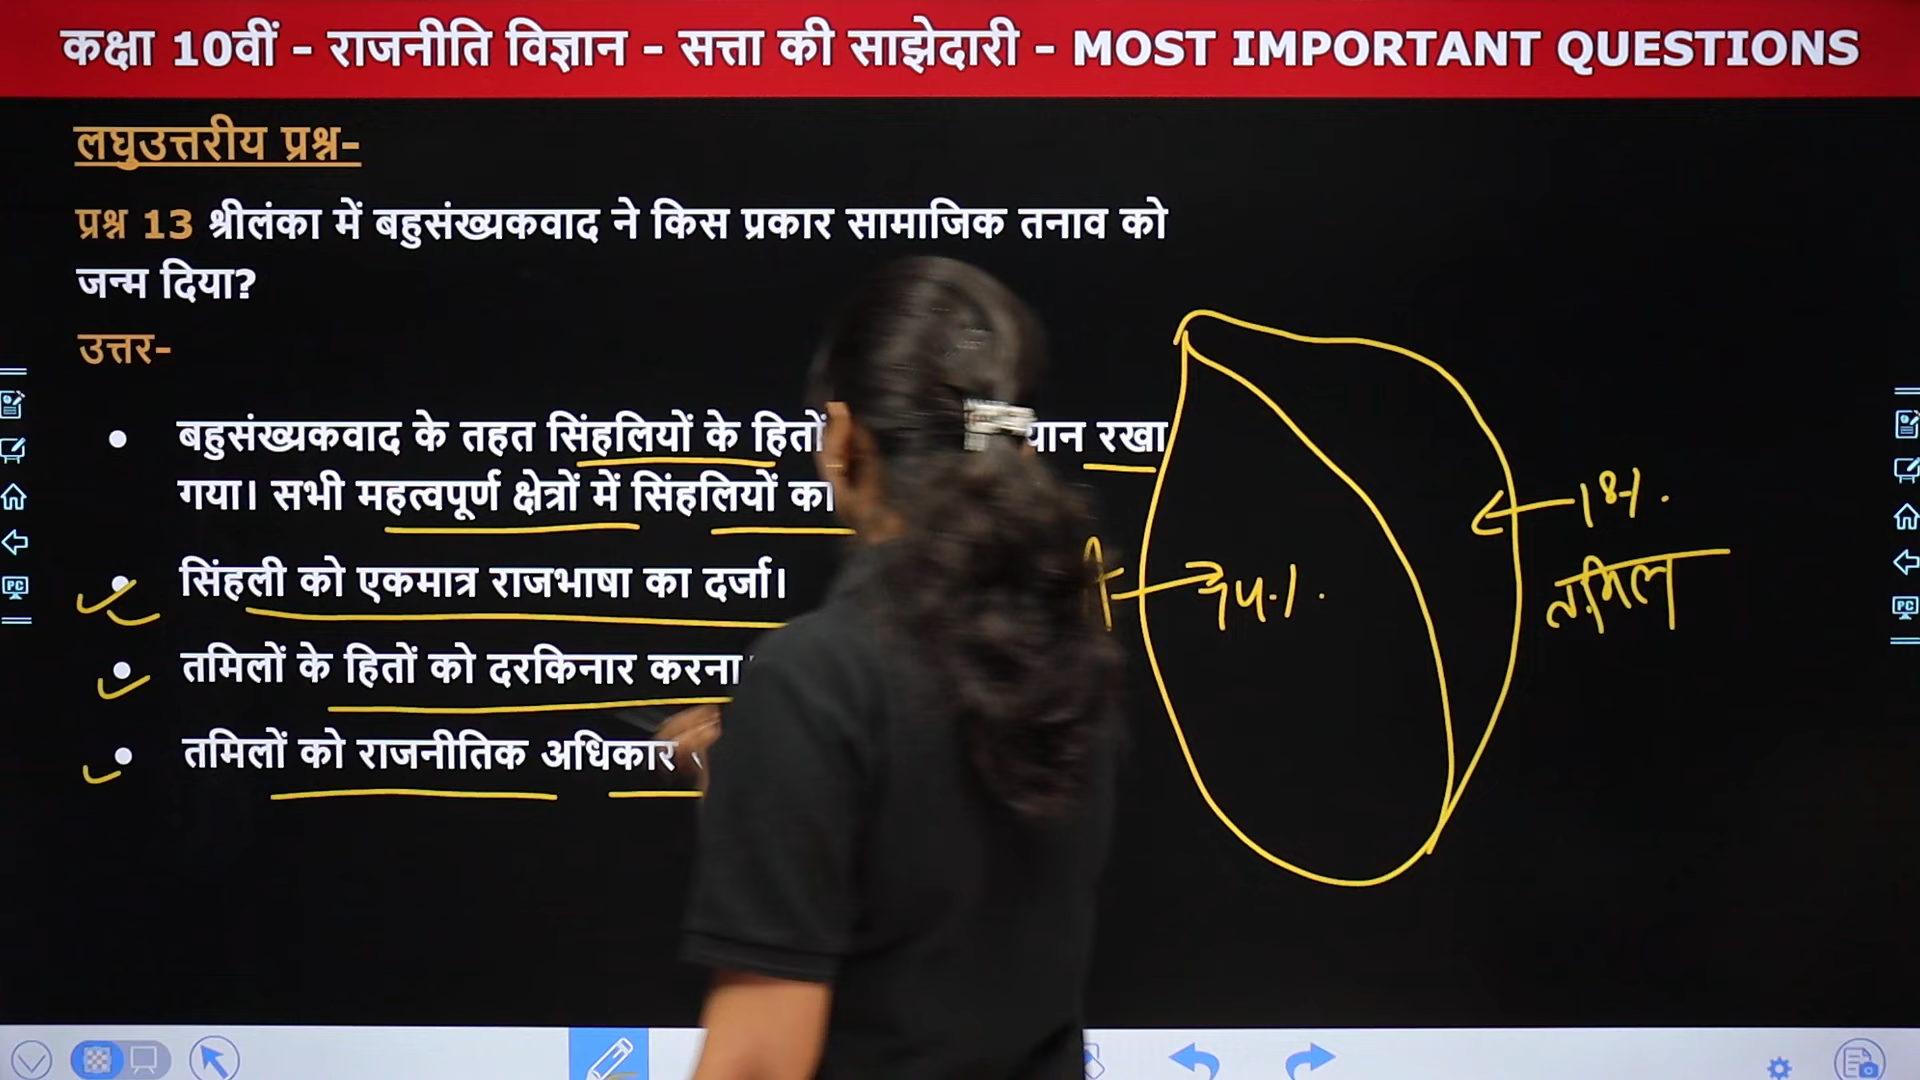 कक्षा 10वीं - राजनीति विज्ञान - सत्ता की साझेदारी - MOST IMPORTANT QUESTIONS
लघुउत्तरीय प्रश्न-
प्रश्न 13 श्रीलंका में बहुसंख्यकवाद ने किस प्रकार सामाजिक तनाव को
जन्म दिया?
उत्तर-
बहुसंख्यकवाद के तहत सिंहलियों के हितों रखा
गया। सभी महत्वपूर्ण क्षेत्रों में सिंहलियों का
सिंहली को एकमात्र राजभाषा का दर्जा।
तमिलों के हितों को दरकिनार करना
तमिलों को राजनीतिक अधिकार
18%.
तमिल
PC
PC